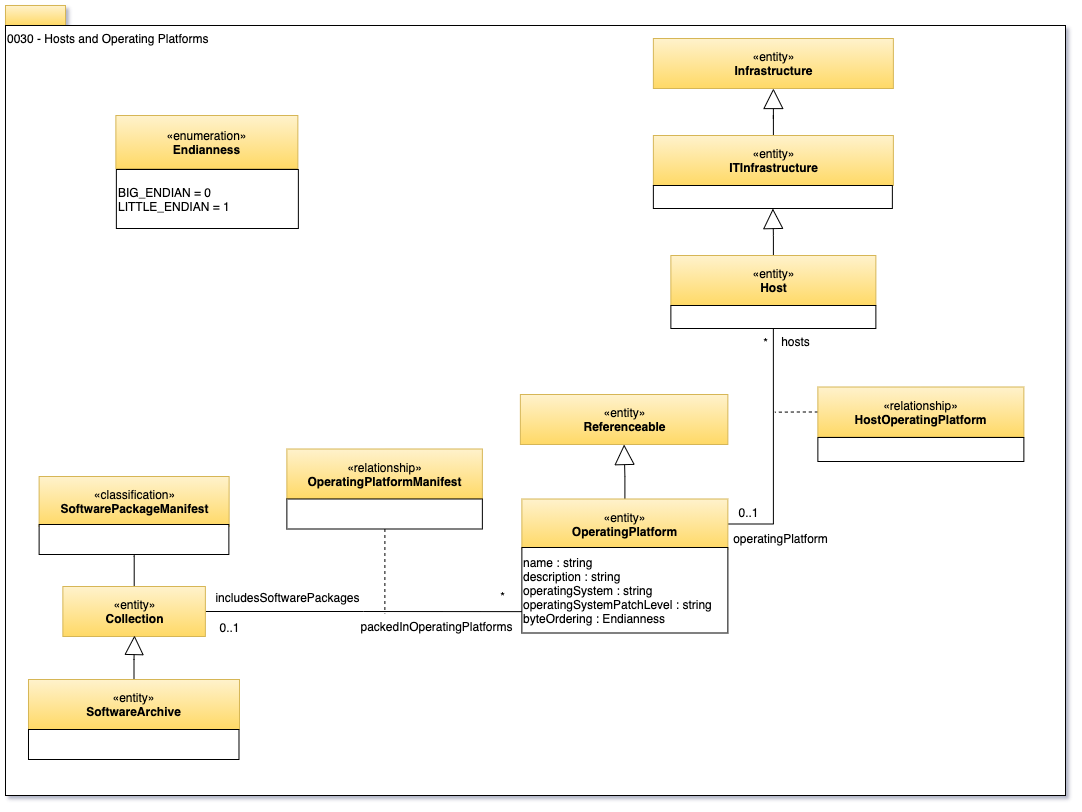 0030 - Hosts and Operating Platforms
«entity»
Infrastructure
«enumeration»
Endianness
BIG_ENDIAN = 0
LITTLE_ENDIAN = 1
«entity»
ITInfrastructure
«entity»
Host
* hosts
«relationship»
HostOperatingPlatform
«entity»
Referenceable
«relationship»
OperatingPlatformManifest
«classification»
SoftwarePackageManifest
«entity»
OperatingPlatform
0..1
operatingPlatform
name : string
description : string
operatingSystem : string
operatingSystemPatchLevel : string
byteOrdering : Endianness
«entity»
Collection
includesSoftwarePackages
*
0..1
packedInOperatingPlatforms
«entity»
SoftwareArchive